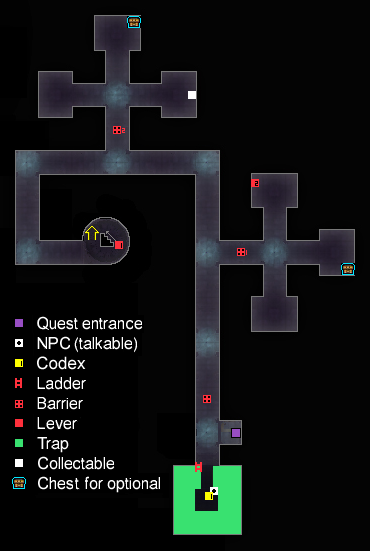 Quest entrance
NPC (talkable)
Codex
Ladder
Barrier
Lever
Trap
Collectable
Chest for optional